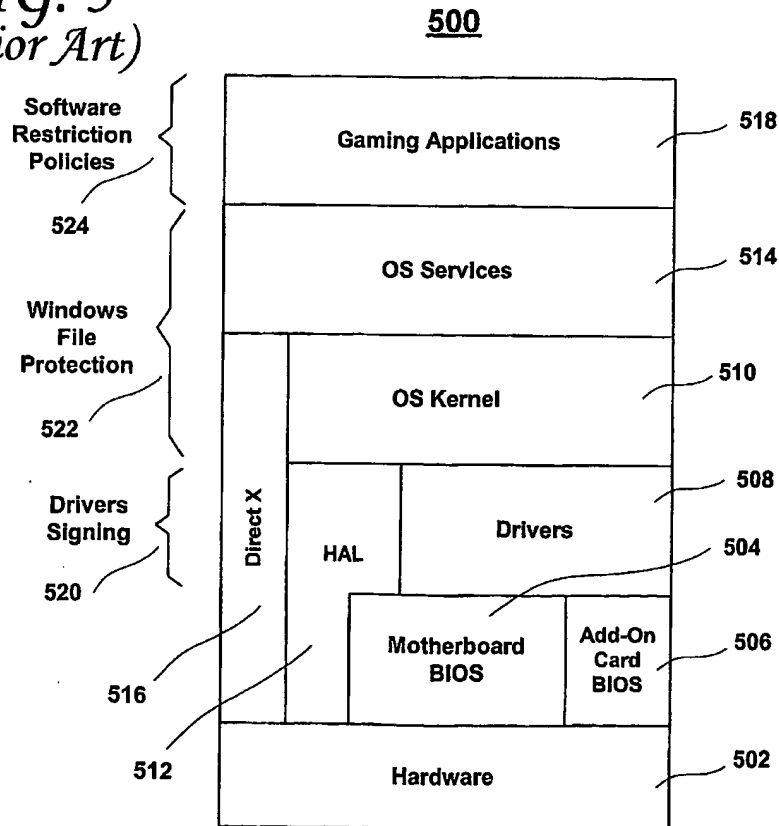 500
ior Art)
Software
Restriction
Policies
524
Gaming Applications
518
OS Services
514
Windows
File
Protection
522
OS Kernel
510
Drivers
Signing
520
Direct X
HAL
Drivers
508
504
Motherboard
BIOS
Add-On
Card
BIOS
506
516
512
Hardware
502